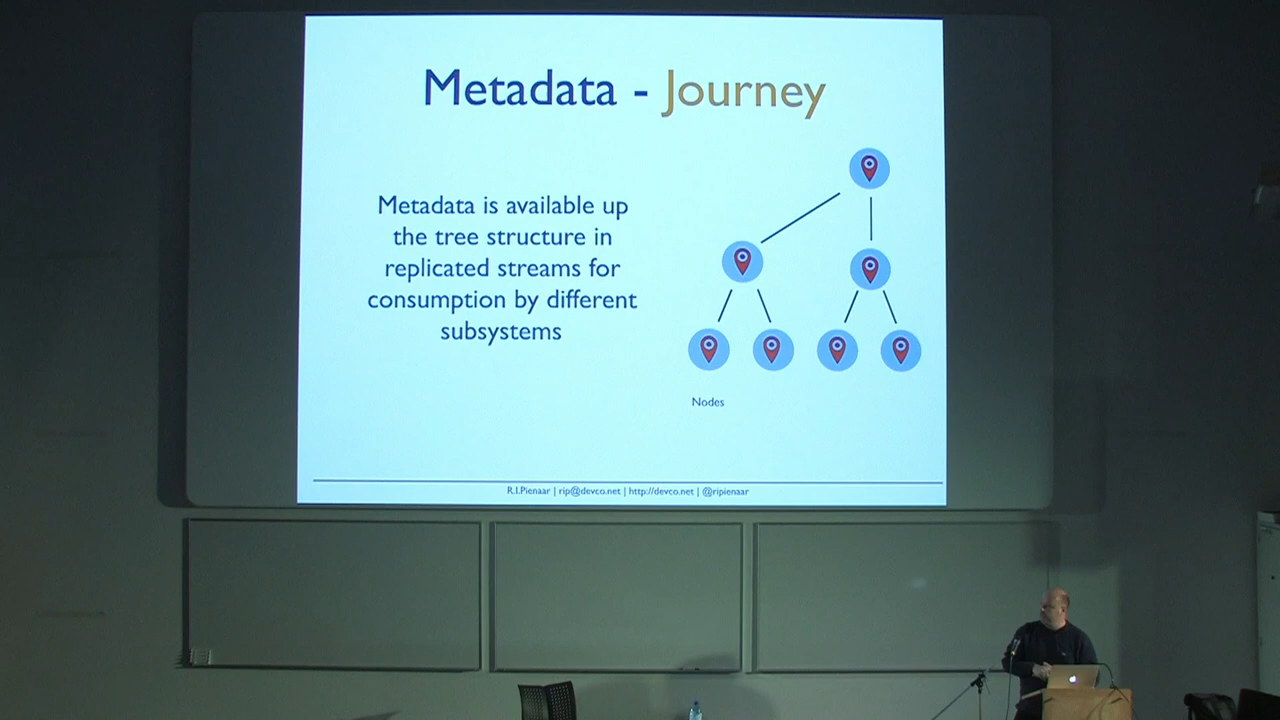 Metadata - Journey
Metadata is available up
the tree structure in
replicated streams for
consumption by different
subsystems
Nodes
R.I.Pienaar | rip@devco.net | http://devco.net | @ripienaar